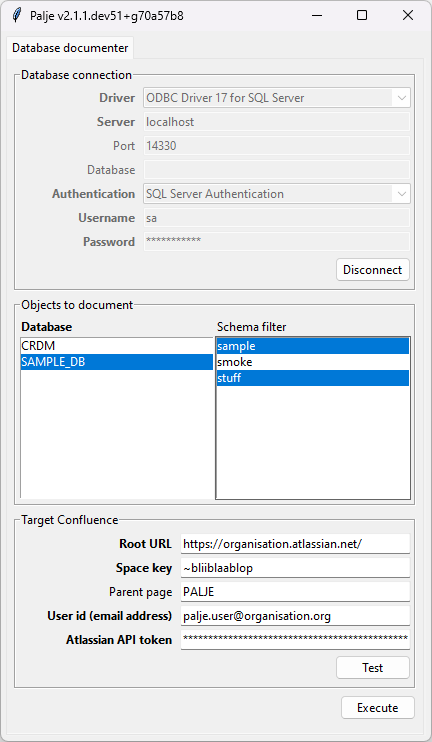 Palje v2.1.1.dev51+g70a57b8
Database documenter
Database connection
Driver ODBC Driver 17 for SQL Server
Server localhost
Port 14330
Database
Authentication SQL Server Authentication
Username sa
Password ***********
Disconnect
Objects to document
Database Schema filter
CRDM sample
SAMPLE_DB smoke
stuff
Target Confluence
Root URL https://organisation.atlassian.net/
Space key ~bliiblaablop
Parent page PALJE
User id (email address) palje.user@organisation.org
Atlassian API token *********************************************
Test
Execute